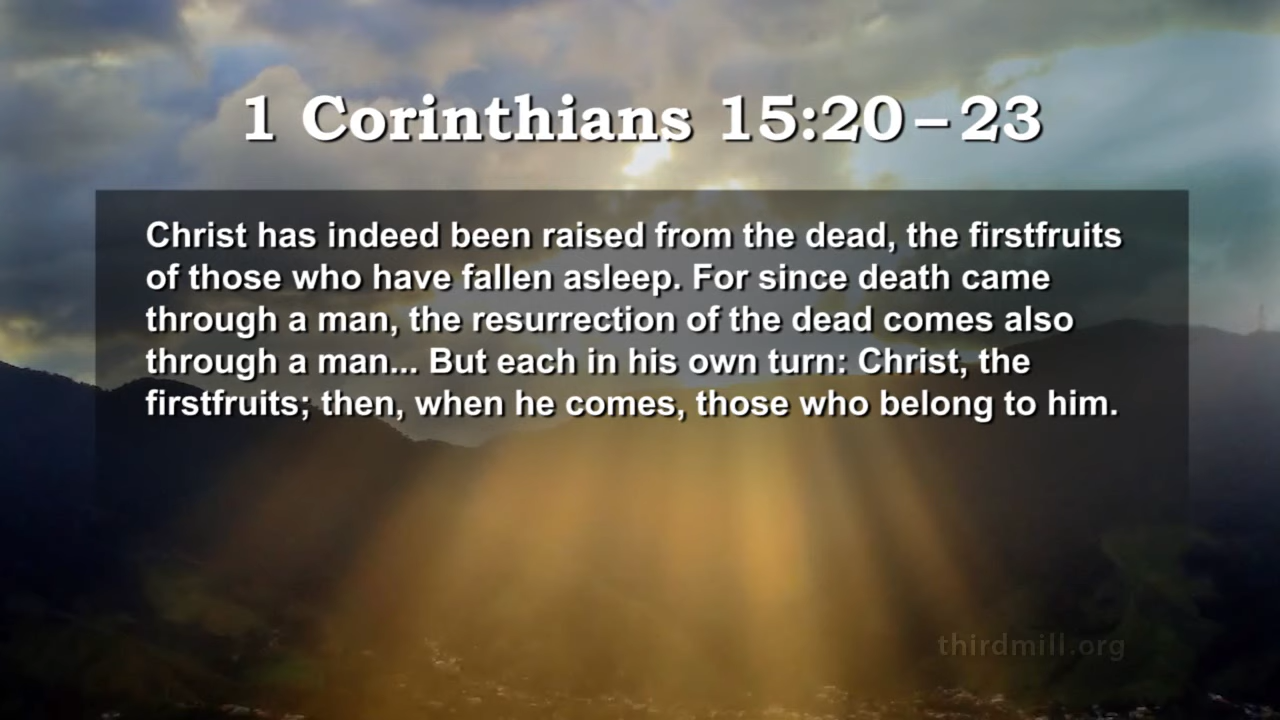 1 Corinthians 15:20–23
Christ has indeed been raised from the dead, the firstfruits
of those who have fallen asleep. For since death came
through a man, the resurrection of the dead comes also
through a man... But each in his own turn: Christ, the
firstfruits; then, when he comes, those who belong to him.
thirdmill.org